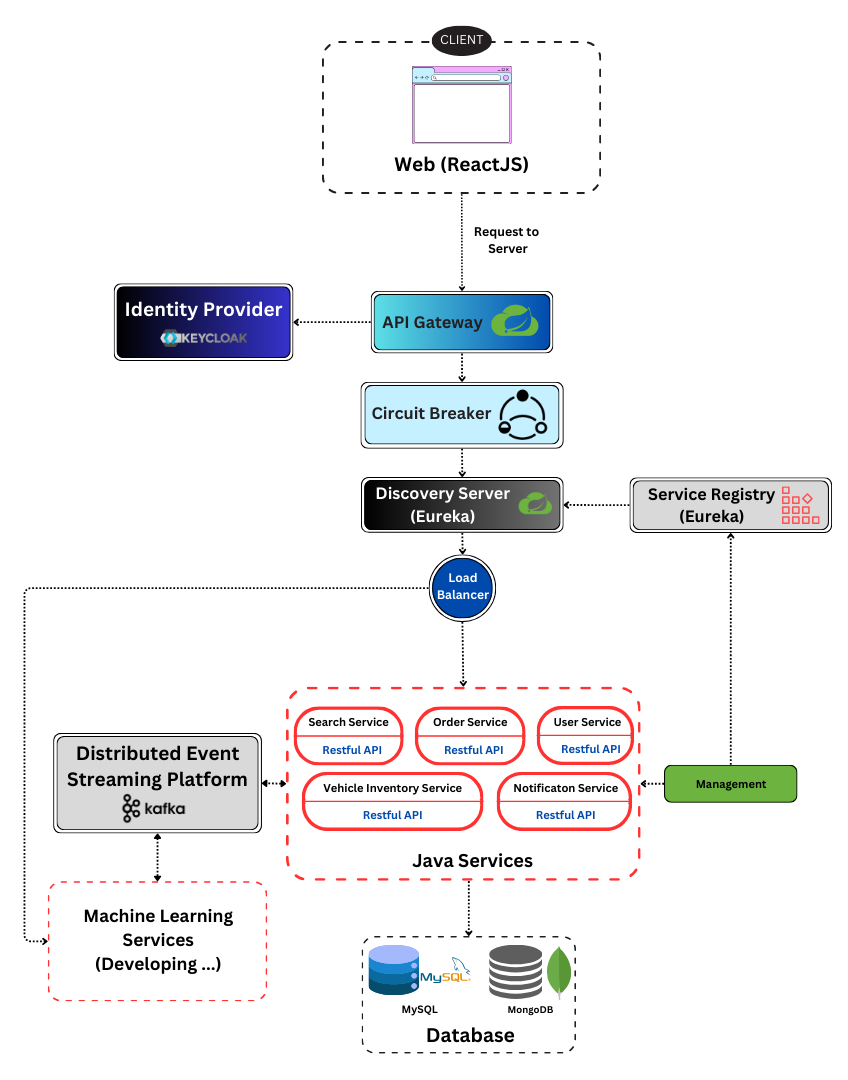 CLIENT
Web (ReactJS)
Request to
Server
Identity Provider
KEYCLOAK
API Gateway
Circuit Breaker
Discovery Server
(Eureka)
Service Registry
(Eureka)
Load
Balancer
Search Service
Restful API
Order Service
Restful API
User Service
Restful API
Vehicle Inventory Service
Restful API
Notificaton Service
Restful API
Java Services
Distributed Event
Streaming Platform
kafka
Management
Machine Learning
Services
(Developing ...)
MySQL
MySQL
MongoDB
Database